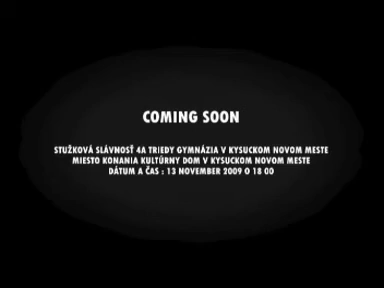 COMING SOON
STUŽKOVÁ SLÁVNOSŤ 4A TRIEDY GYMNÁZIA V KYSUCKOM NOVOM MESTE
MIESTO KONANIA KULTÚRNY DOM V KYSUCKOM NOVOM MESTE
DÁTUM A ČAS : 13 NOVEMBER 2009 O 18 00